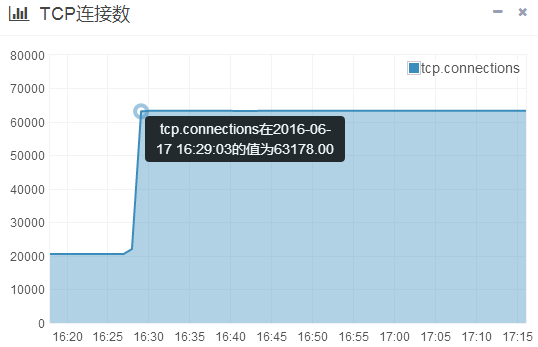 TCP连接数
80000
tcp.connections
70000
60000
tcp.connections在2016-06-
17 16:29:03的值为63178.00
50000
40000
30000
20000
10000
0
16:20 16:25 16:30 16:35 16:40 16:45 16:50 16:55 17:00 17:05 17:10 17:15